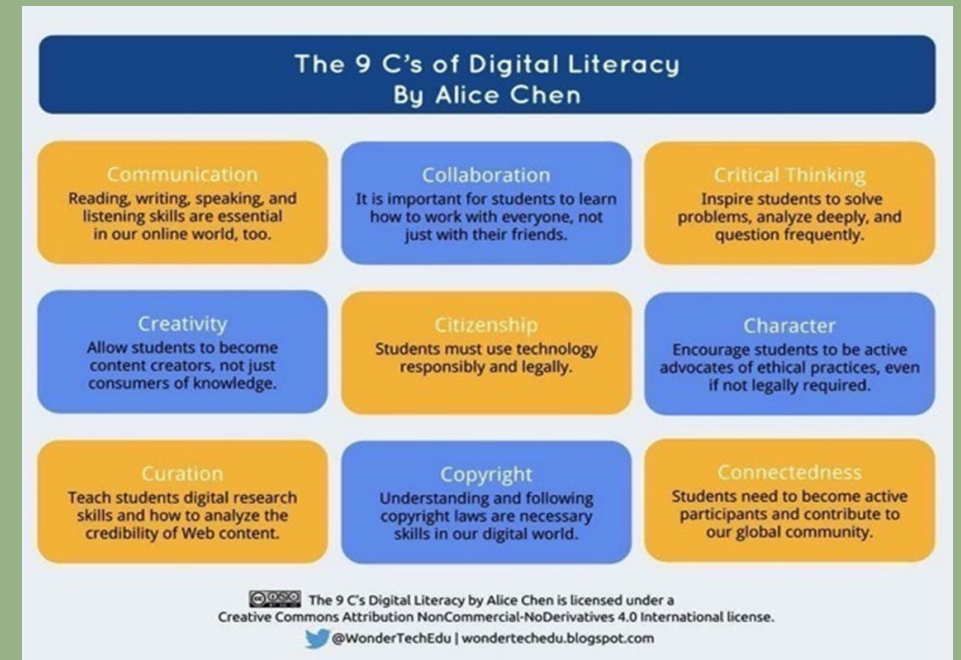 The 9 C's of Digital Literacy
By Alice Chen
Communication
Reading, writing, speaking, and
listening skills are essential
in our online world, too.
Collaboration
It is important for students to learn
how to work with everyone, not
just with their friends.
Critical Thinking
Inspire students to solve
problems, analyze deeply, and
question frequently.
Creativity
Allow students to become
content creators, not just
consumers of knowledge.
Citizenship
Students must use technology
responsibly and legally.
Character
Encourage students to be active
advocates of ethical practices, even
if not legally required.
Curation
Teach students digital research
skills and how to analyze the
credibility of Web content.
Copyright
Understanding and following
copyright laws are necessary
skills in our digital world.
Connectedness
Students need to become active
participants and contribute to
our global community.
The 9 C's Digital Literacy by Alice Chen is licensed under a
Creative Commons Attribution NonCommercial-NoDerivatives 4.0 International license.
@WonderTechEdu | wondertechedu.blogspot.com